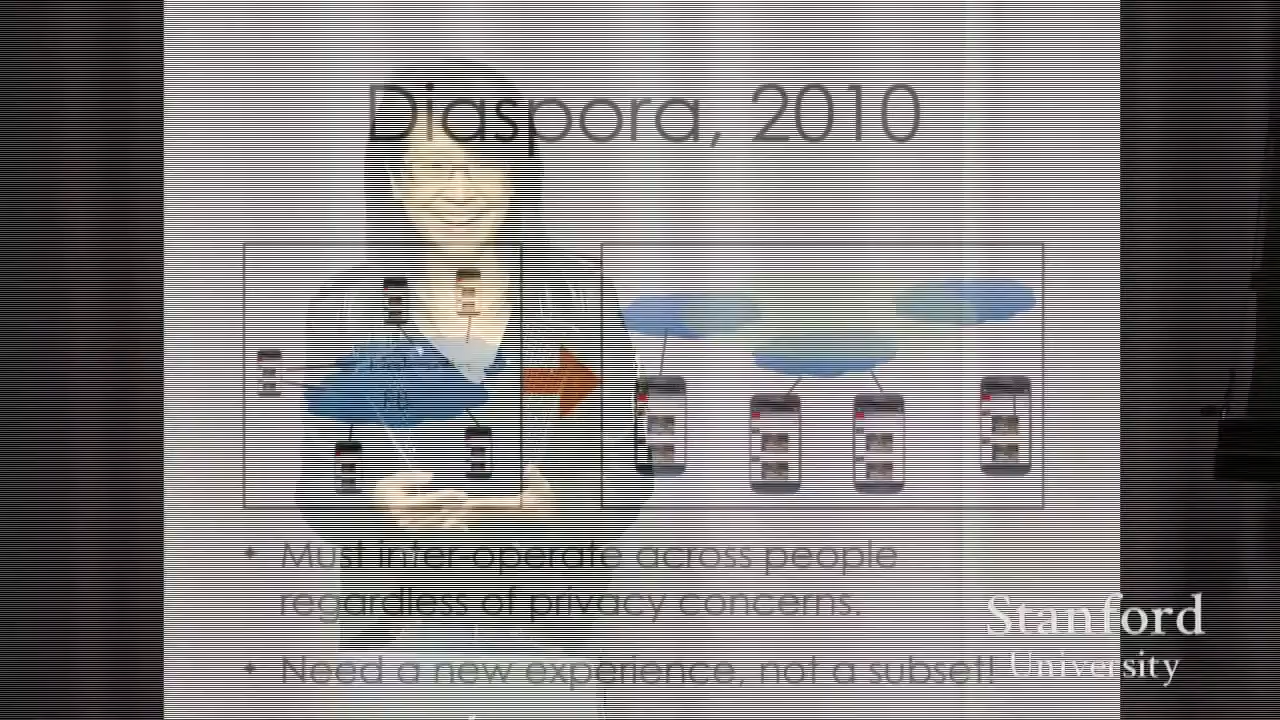 Diaspora, 2010
FB
✦ Must inter-operate across people
regardless of privacy concerns.
✦ Need a new experience, not a subset!
Stanford
University